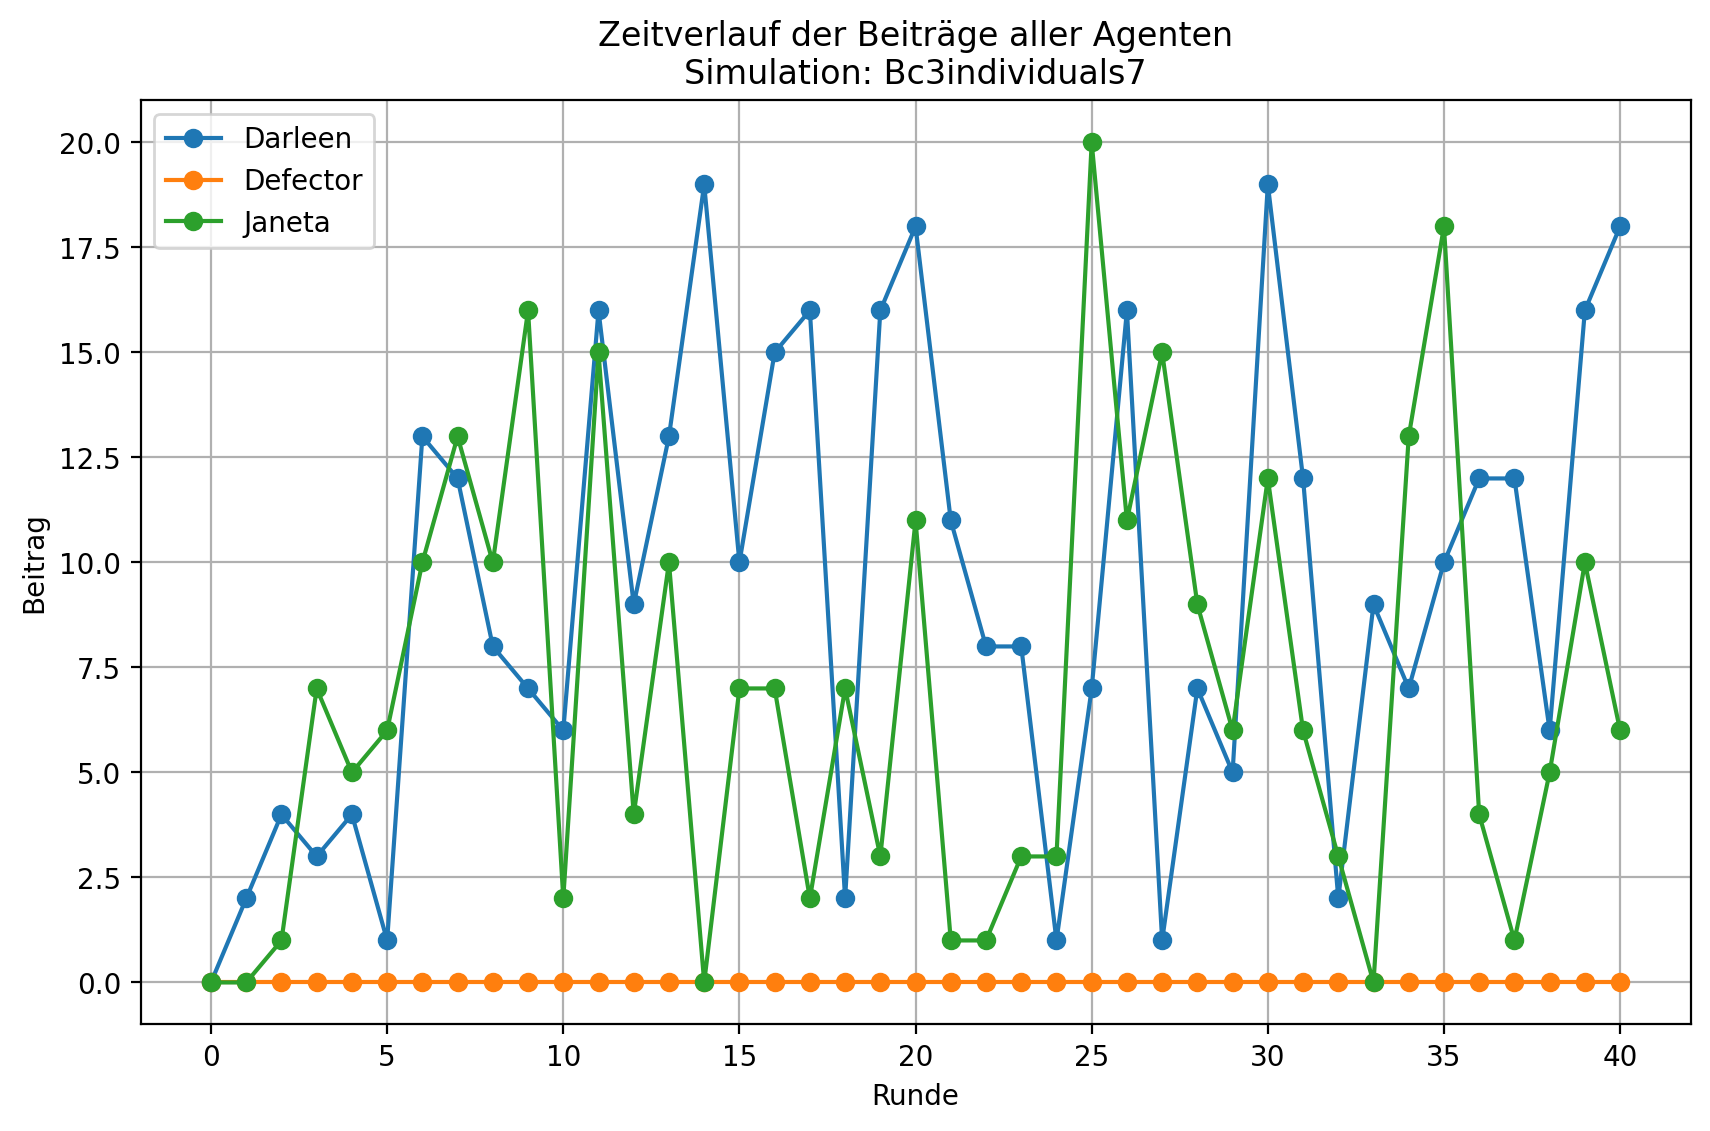 Zeitverlauf der Beiträge aller Agenten
Simulation: Bc3individuals7
Darleen
Defector
Janeta
Beitrag
20.0
17.5
15.0
12.5
10.0
7.5
5.0
2.5
0.0
0 5 10 15 20 25 30 35 40
Runde